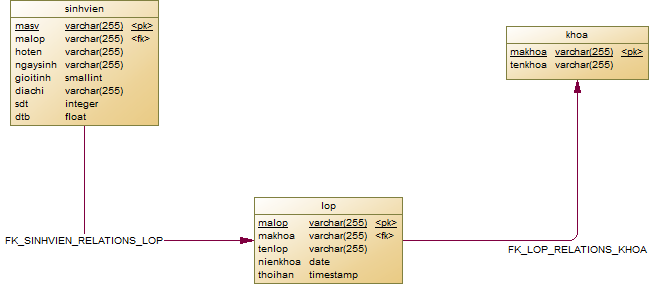 sinhvien
masv varchar(255) <pk>
malop varchar(255) <fk>
hoten varchar(255)
ngaysinh varchar(255)
gioitinh smallint
diachi varchar(255)
sdt integer
dtb float
khoa
makhoa varchar(255) <pk>
tenkhoa varchar(255)
FK_SINHVIEN_RELATIONS_LOP
lop
malop varchar(255) <pk>
makhoa varchar(255) <fk>
tenlop varchar(255)
nienkhoa date
thoihan timestamp
FK_LOP_RELATIONS_KHOA